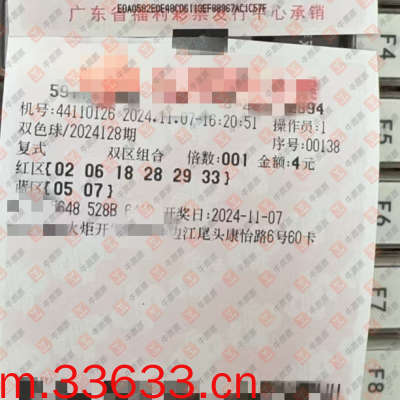 广东省福利彩票发行中心承销
机号:44110126 2024.11.07-16:20:51 操作员:1
双色球/2024128期 序号:00138
复式 双区组合 倍数:001 金额:4元
红区[02 06 18 28 29 33]
蓝区[05 07]
648 528B 开奖日:2024-11-07
火炬开 边江尾头康怡路6号60卡
F4
F5
F6
F7
F8
m.33633.cn